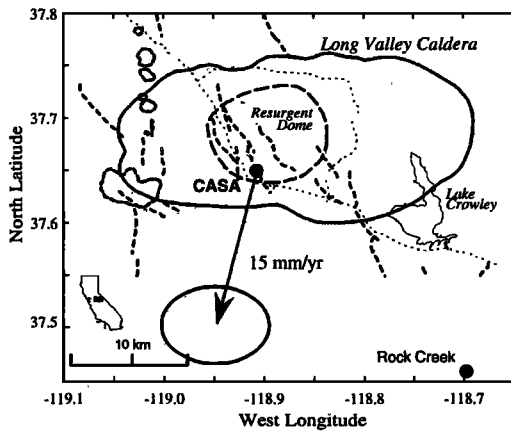 37.8
Long Valley Caldera
37.7
Resurgent
Dome
CASA
37.6
Lake
Crowley
North Latitude
15 mm/yr
37.5
10 km
Rock Creek
-119.1
-119
-118.9
-118.8
-118.7
West Longitude